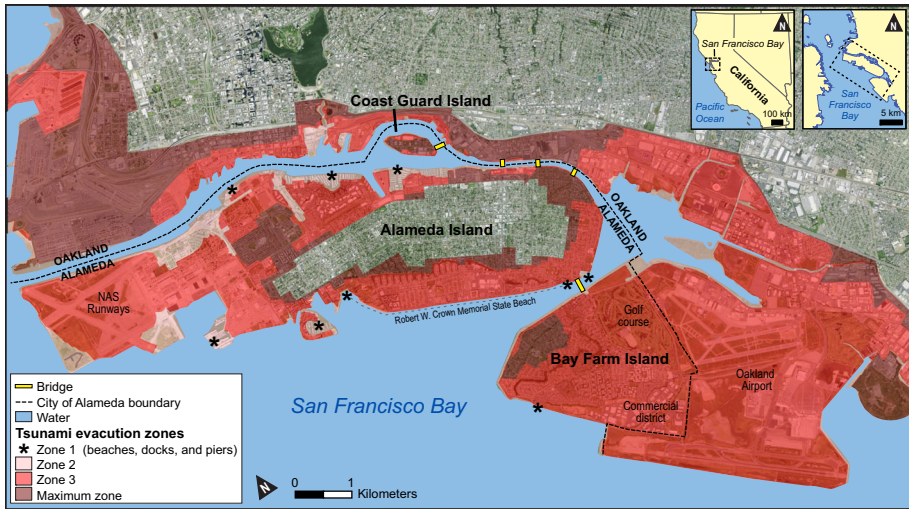 Coast Guard Island
OAKLAND
ALAMEDA
Alameda Island
OAKLAND
ALAMEDA
NAS
Runways
Robert W. Crown Memorial State Beach
Golf
course
Bay Farm Island
Oakland
Airport
Commercial
district
San Francisco Bay
N
San Francisco Bay
California
Pacific
Ocean
100 km
N
San
Francisco
Bay
5 km
Bridge
City of Alameda boundary
Water
Tsunami evacution zones
* Zone 1 (beaches, docks, and piers)
Zone 2
Zone 3
Maximum zone
N
0 1
Kilometers